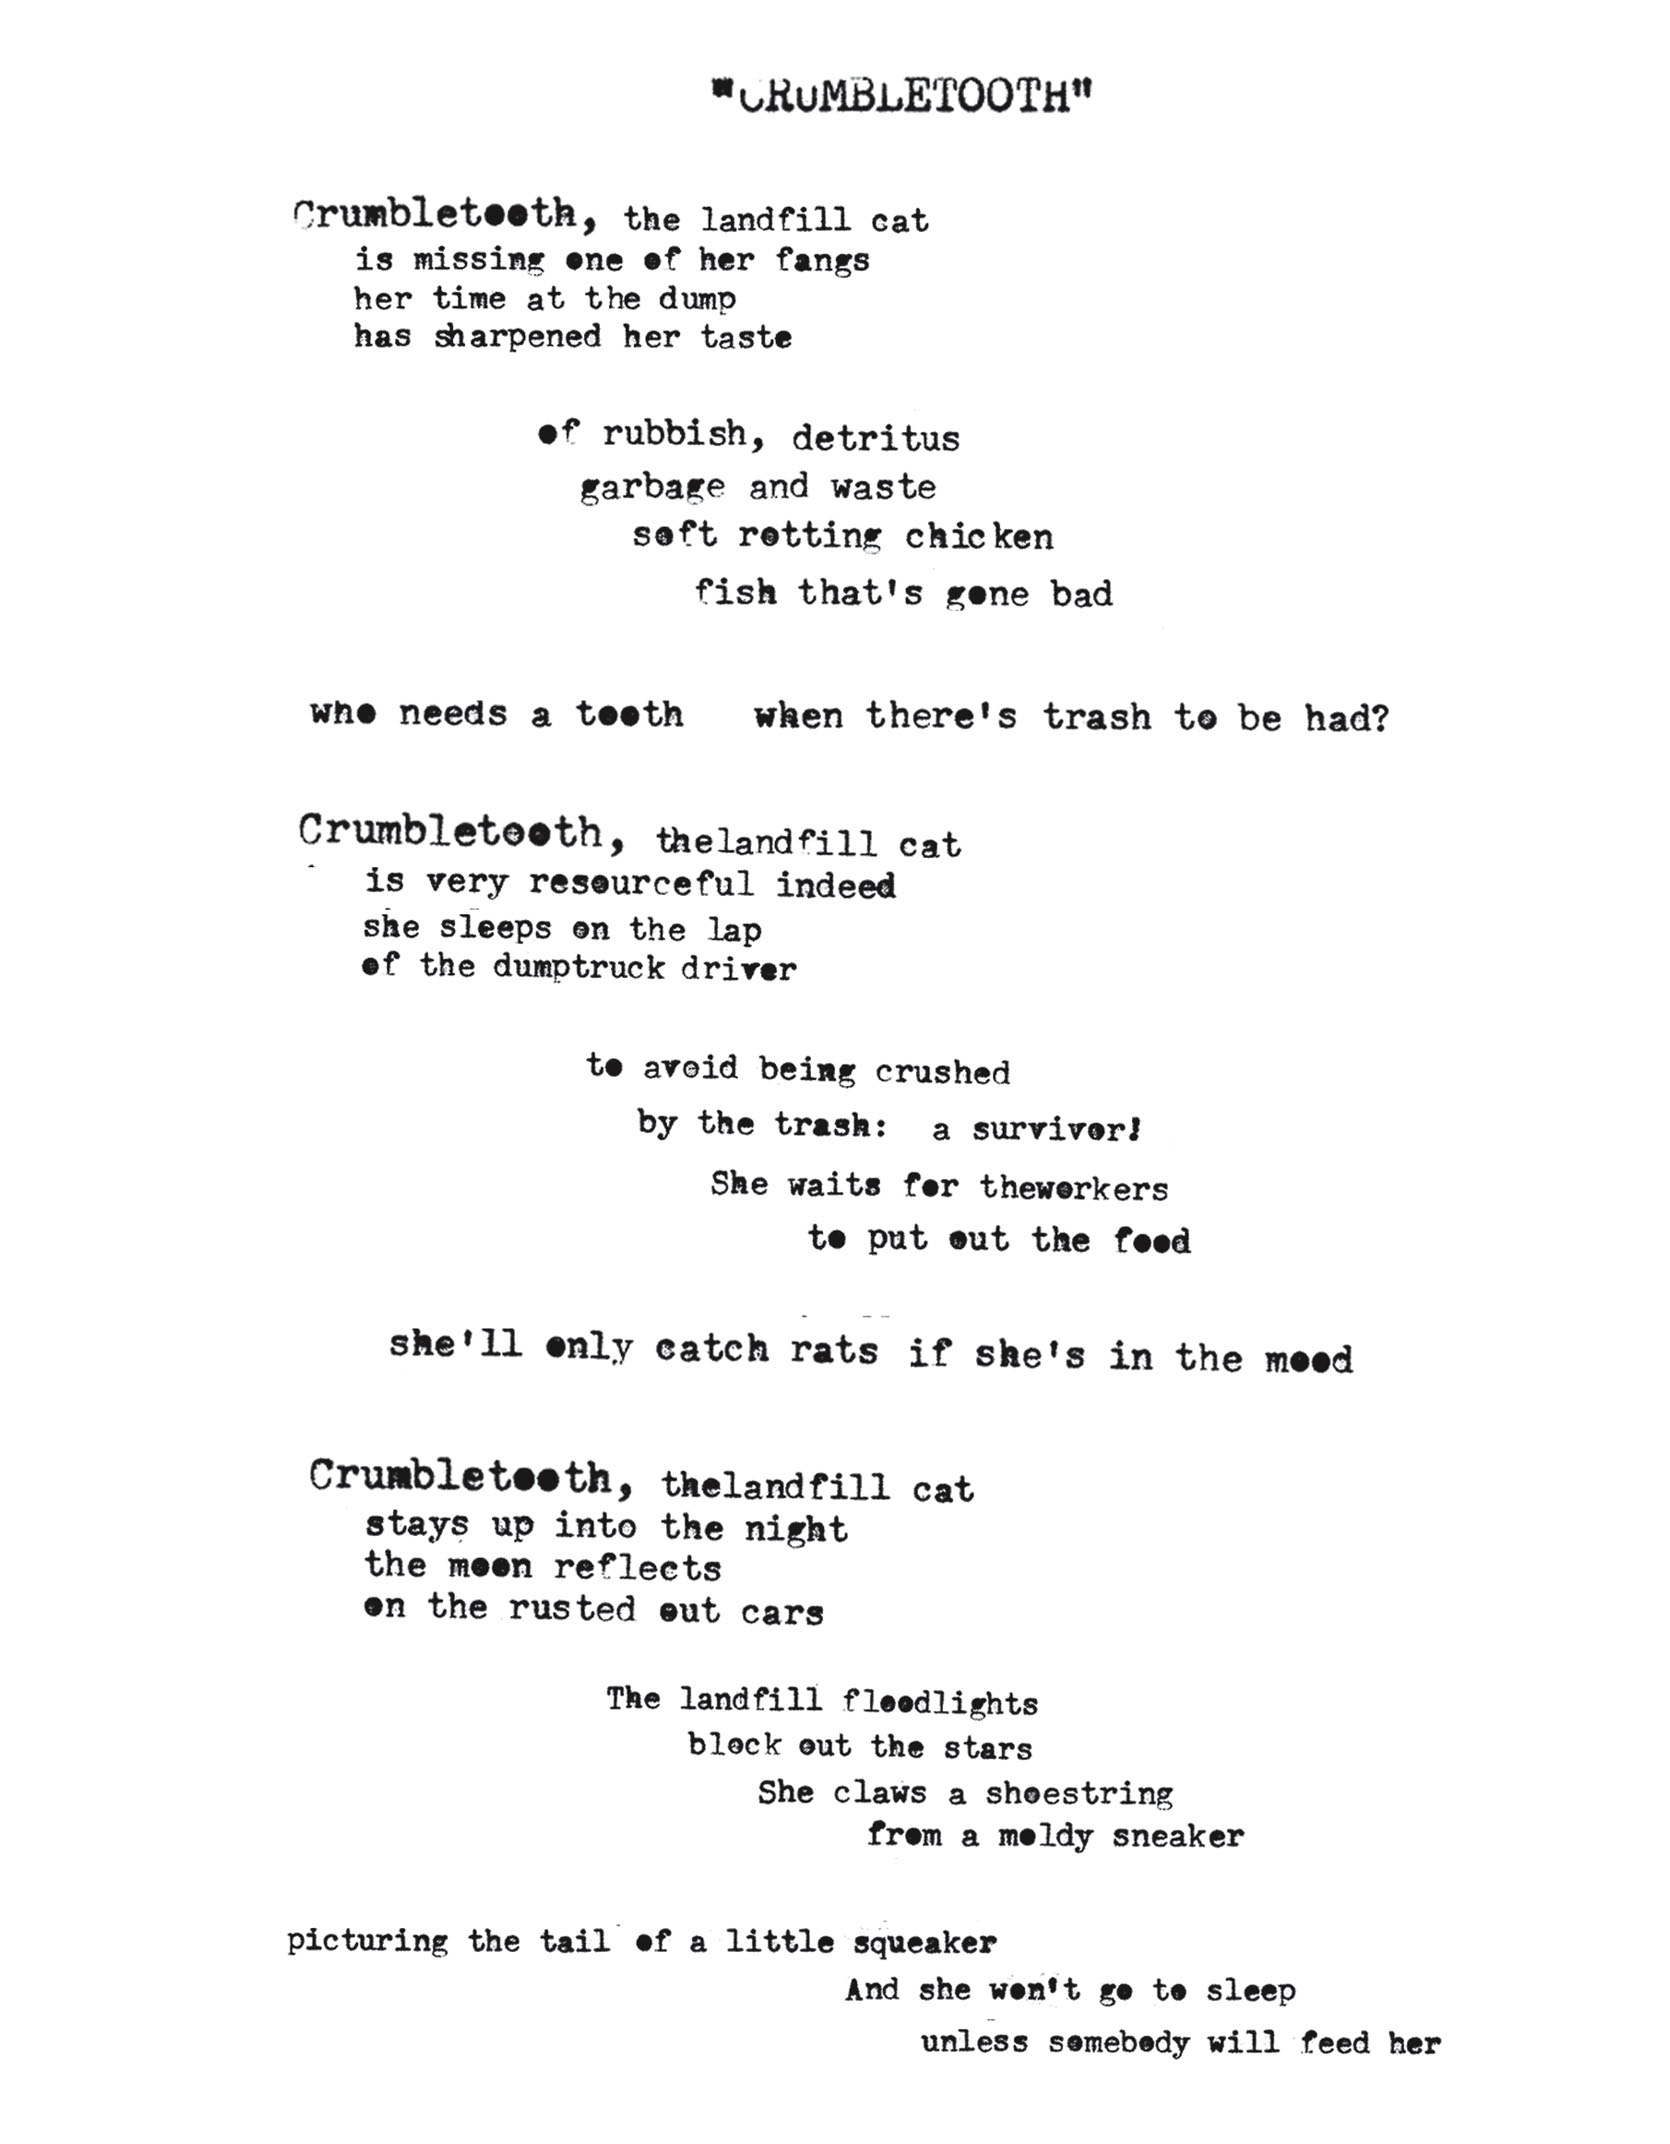 "CRUMBLETOOTH"
Crumbletooth, the landfill cat
is missing one of her fangs
her time at the dump
has sharpened her taste
of rubbish, detritus
garbage and waste
soft rotting chicken
fish that's gone bad
who needs a tooth when there's trash to be had?
Crumbletooth, thelandfill cat
is very resourceful indeed
she sleeps on the lap
of the dumptruck driver
to avoid being crushed
by the trash: a survivor!
She waits for theworkers
to put out the food
she'll only catch rats if she's in the mood
Crumbletooth, thelandfill cat
stays up into the night
the moon reflects
on the rusted out cars
The landfill floodlights
block out the stars
She claws a shoestring
from a moldy sneaker
picturing the tail of a little squeaker
And she won't go to sleep
unless somebody will feed her